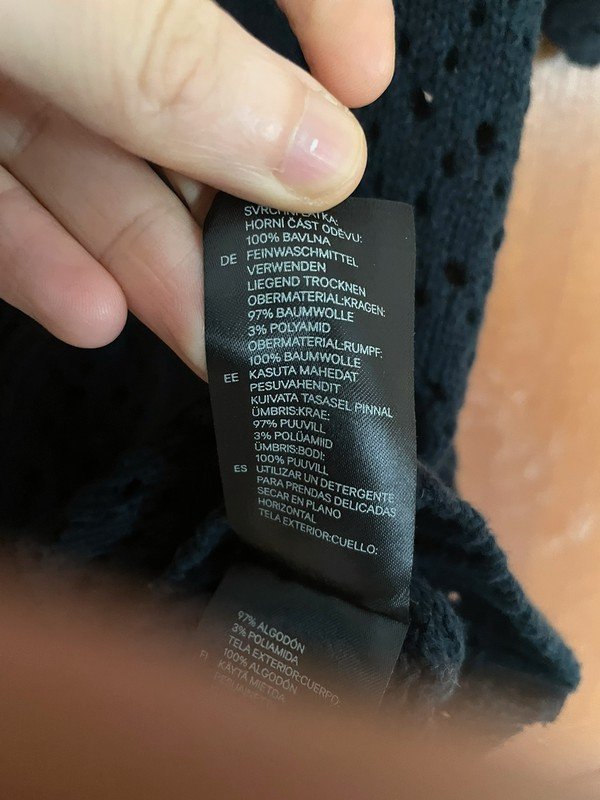 HORNÍ ČÁST ODĚVU:
100% BAVLNA
DE FEINWASCHMITTEL
VERWENDEN
LIEGEND TROCKNEN
OBERMATERIAL:KRAGEN:
97% BAUMWOLLE
3% POLYAMID
OBERMATERIAL:RUMPF:
100% BAUMWOLLE
EE KASUTA MAHEDAT
PESUVAHENDIT
KUIVATA TASASEL PINNAL
ÜMBRIS:KRAE:
97% PUUVILL
3% POLÜAMIID
ÜMBRIS:BODI:
100% PUUVILL
ES UTILIZAR UN DETERGENTE
PARA PRENDAS DELICADAS
SECAR EN PLANO
HORIZONTAL
TELA EXTERIOR:CUELLO:
97% ALGODÓN
3% POLIAMIDA
TELA EXTERIOR:CUERPO:
100% ALGODÓN
FI KÄYTÄ MIETOA